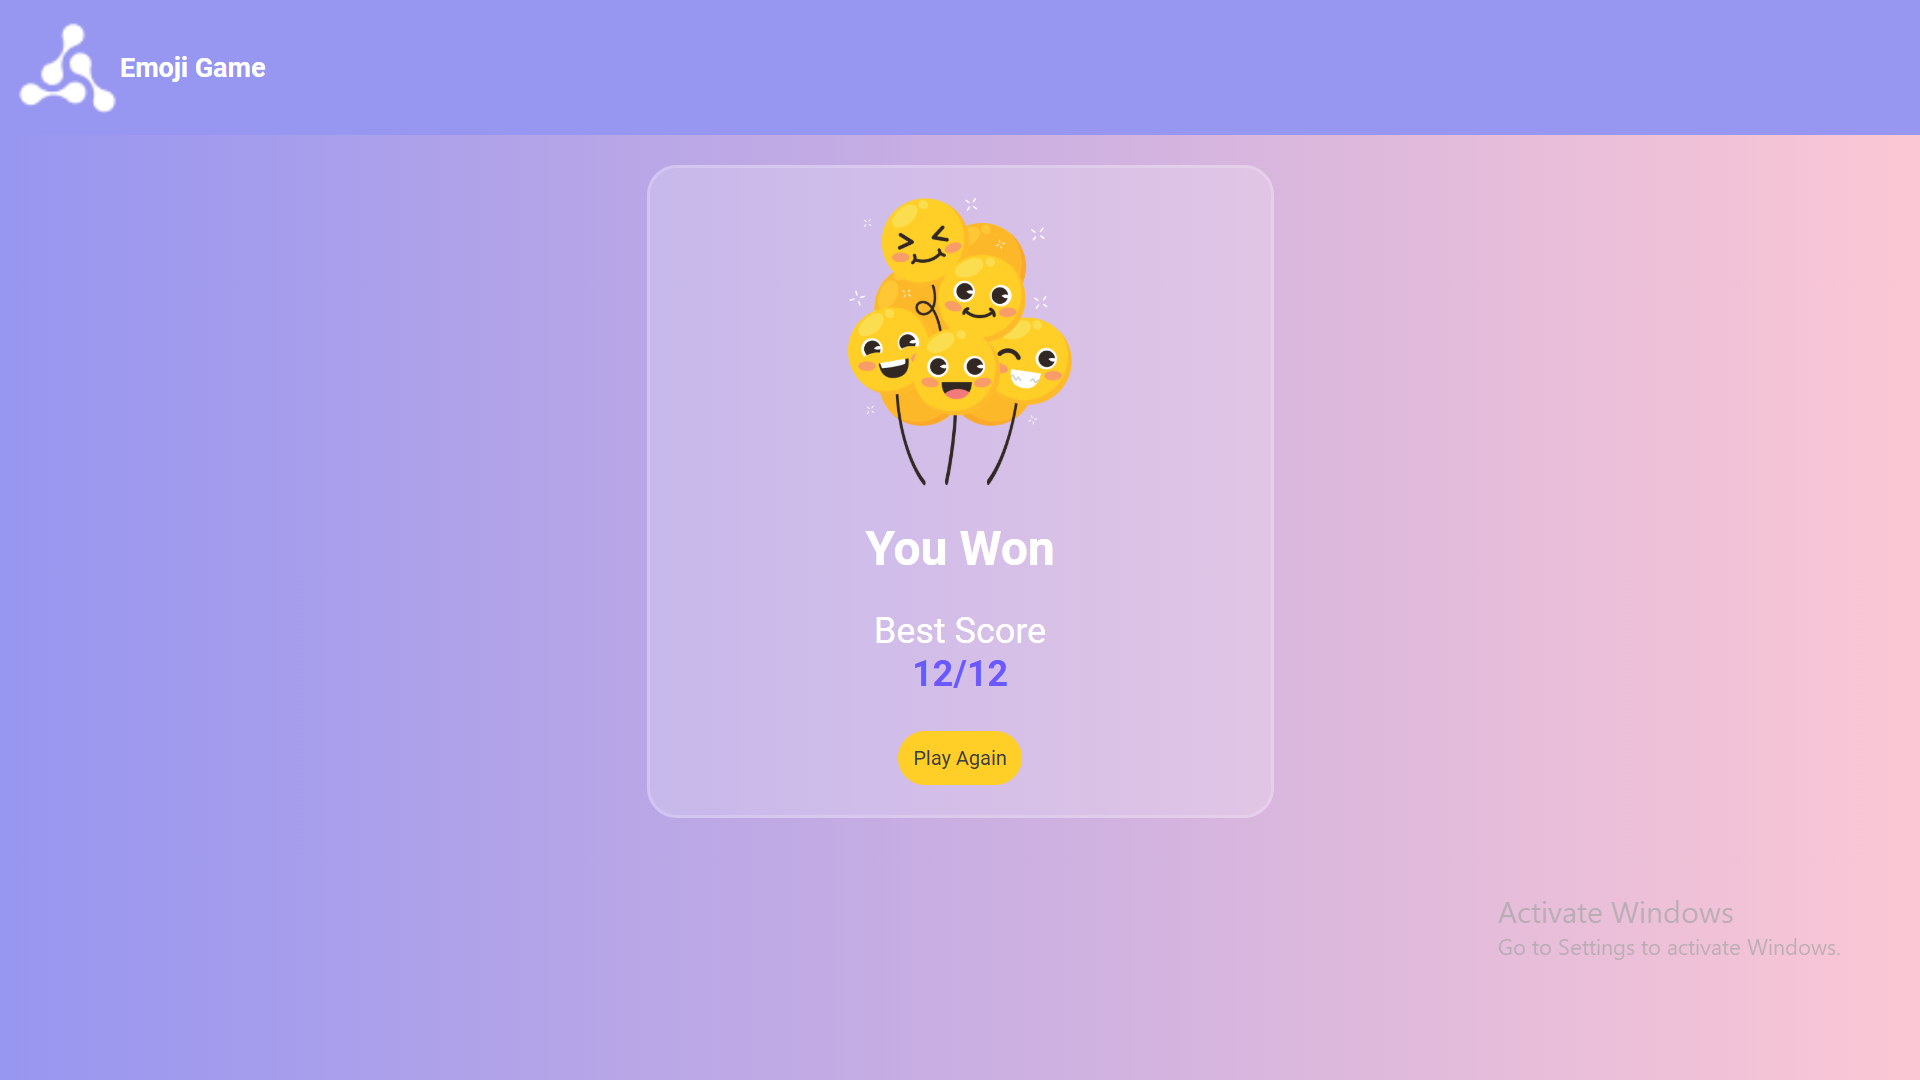 Emoji Game
You Won
Best Score
12/12
Play Again
Activate Windows
Go to Settings to activate Windows.